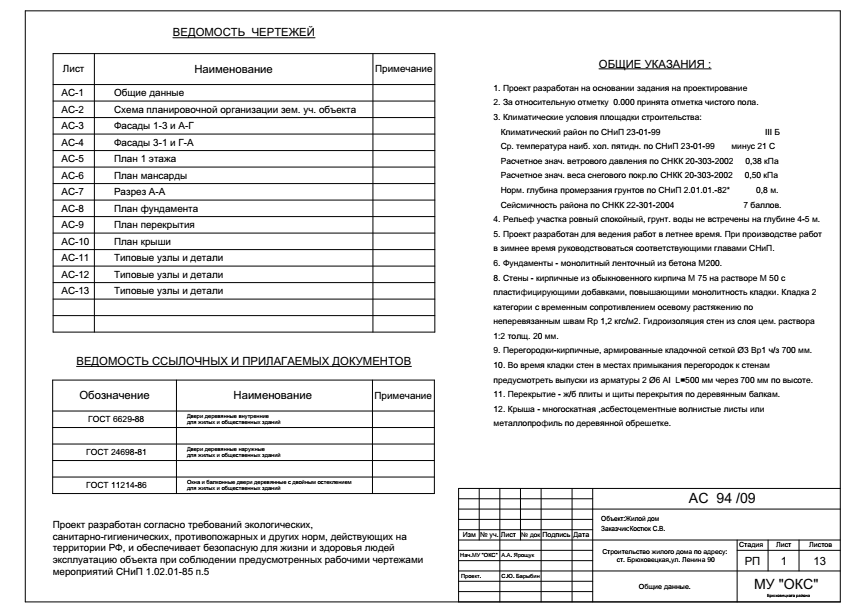 ВЕДОМОСТЬ ЧЕРТЕЖЕЙ
Лист Наименование Примечание
АС-1 Общие данные
АС-2 Схема планировочной организации зем. уч. объекта
АС-3 Фасады 1-3 и А-Г
АС-4 Фасады 3-1 и Г-А
АС-5 План 1 этажа
АС-6 План мансарды
АС-7 Разрез А-А
АС-8 План фундамента
АС-9 План перекрытия
АС-10 План крыши
АС-11 Типовые узлы и детали
АС-12 Типовые узлы и детали
АС-13 Типовые узлы и детали
ВЕДОМОСТЬ ССЫЛОЧНЫХ И ПРИЛАГАЕМЫХ ДОКУМЕНТОВ
Обозначение Наименование Примечание
ГОСТ 6629-88 Двери деревянные внутренние
для жилых и общественных зданий
ГОСТ 24698-81 Двери деревянные наружные
для жилых и общественных зданий
ГОСТ 11214-86 Окна и балконные двери деревянные с двойным остеклением
для жилых и общественных зданий
Проект разработан согласно требований экологических,
санитарно-гигиенических, противопожарных и других норм, действующих на
территории РФ, и обеспечивает безопасную для жизни и здоровья людей
эксплуатацию объекта при соблюдении предусмотренных рабочими чертежами
мероприятий СНиП 1.02.01-85 п.5
ОБЩИЕ УКАЗАНИЯ :
1. Проект разработан на основании задания на проектирование
2. За относительную отметку 0.000 принята отметка чистого пола.
3. Климатические условия площадки строительства:
Климатический район по СНиП 23-01-99 III Б
Ср. температура наиб. хол. пятидн. по СНиП 23-01-99 минус 21 С
Расчетное знач. ветрового давления по СНКК 20-303-2002 0,38 кПа
Расчетное знач. веса снегового покр.по СНКК 20-303-2002 0,50 кПа
Норм. глубина промерзания грунтов по СНиП 2.01.01.-82* 0,8 м.
Сейсмичность района по СНКК 22-301-2004 7 баллов.
4. Рельеф участка ровный спокойный, грунт. воды не встречены на глубине 4-5 м.
5. Проект разработан для ведения работ в летнее время. При производстве работ
в зимнее время руководствоваться соответствующими главами СНиП.
6. Фундаменты - монолитный ленточный из бетона М200.
8. Стены - кирпичные из обыкновенного кирпича М 75 на растворе М 50 с
пластифицирующими добавками, повышающими монолитность кладки. Кладка 2
категории с временным сопротивлением осевому растяжению по
неперевязанным швам Rр 1,2 кгс/м2. Гидроизоляция стен из слоя цем. раствора
1:2 толщ. 20 мм.
9. Перегородки-кирпичные, армированные кладочной сеткой Ø3 Вр1 ч/з 700 мм.
10. Во время кладки стен в местах примыкания перегородок к стенам
предусмотреть выпуски из арматуры 2 Ø6 АI L=500 мм через 700 мм по высоте.
11. Перекрытие - ж/б плиты и щиты перекрытия по деревянным балкам.
12. Крыша - многоскатная ,асбестоцементные волнистые листы или
металлопрофиль по деревянной обрешетке.
АС 94 /09
Объект:Жилой дом
Заказчик:Костюк С.В.
Изм № уч. Лист № док Подпись Дата
Нач.МУ "ОКС" А.А. Ярощук
Строительство жилого дома по адресу:
ст. Брюховецкая,ул. Ленина 90
Стадия Лист Листов
РП 1 13
Проект. С.Ю. Барыбин
Общие данные.
МУ "ОКС"
Брюховецкого района